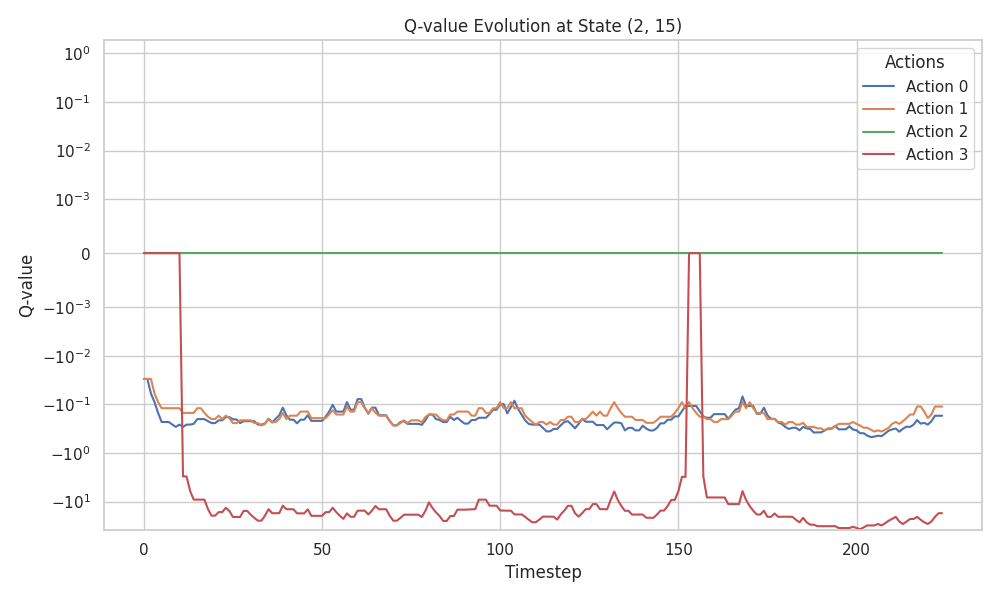 Q-value Evolution at State (2, 15)
Actions
Action 0
Action 1
Action 2
Action 3
10⁰
10⁻¹
10⁻²
10⁻³
0
−10⁻³
−10⁻²
−10⁻¹
−10⁰
−10¹
Q-value
0
50
100
150
200
Timestep